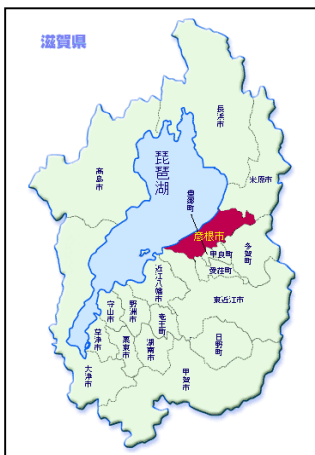 滋賀県
長浜市
高島市
琵琶湖
米原市
豊郷町
彦根市
多賀町
甲良町
愛荘町
近江八幡市
東近江市
野洲市
守山市
竜王町
草津市
栗東市
湖南市
日野町
大津市
甲賀市